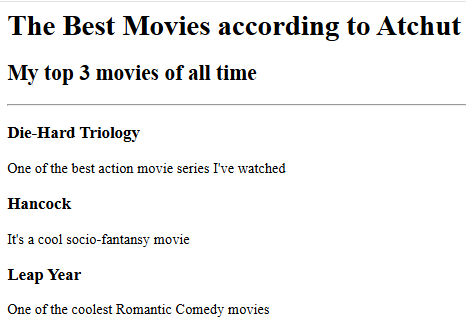 The Best Movies according to Atchut
My top 3 movies of all time
Die-Hard Triology
One of the best action movie series I've watched
Hancock
It's a cool socio-fantansy movie
Leap Year
One of the coolest Romantic Comedy movies